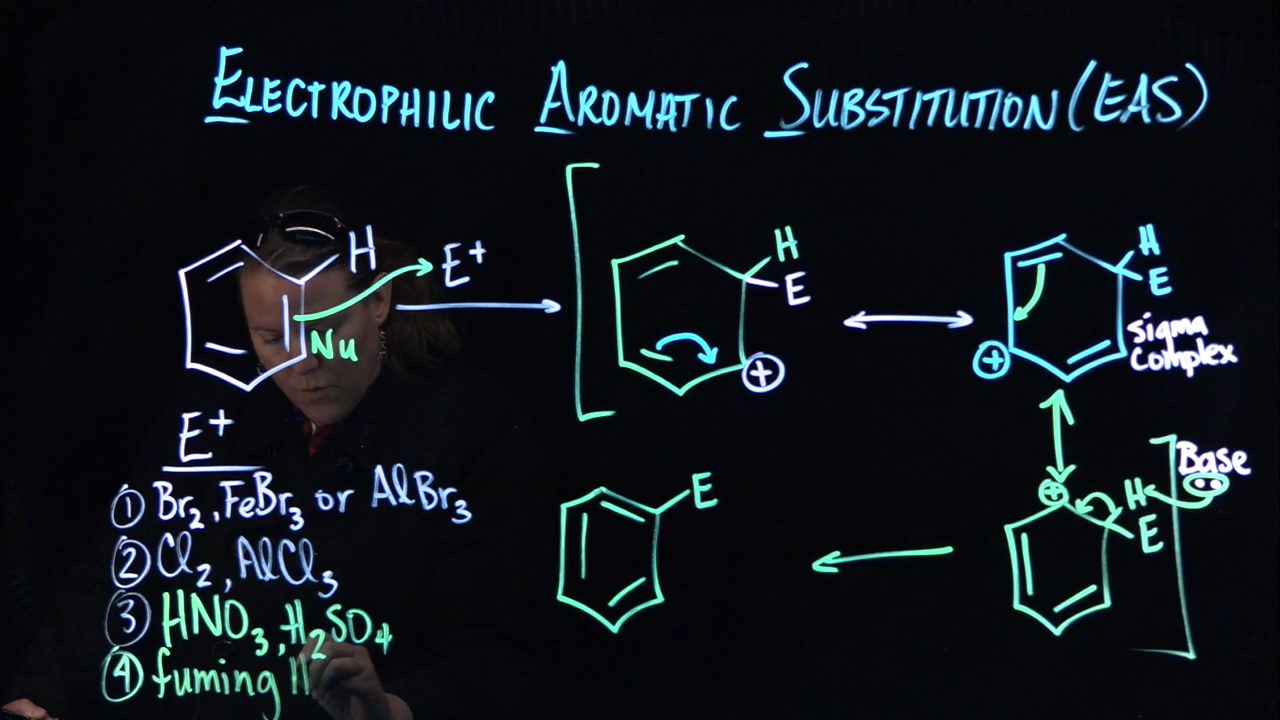 ELECTROPHILIC AROMATIC SUBSTITUTION (EAS)
H
E⁺
Nu
H
E
⊕
H
E
⊕
Sigma
Complex
E⁺
① Br₂, FeBr₃ or AlBr₃
② Cl₂, AlCl₃
③ HNO₃, H₂SO₄
④ fuming H
E
⊕
H
E
Base